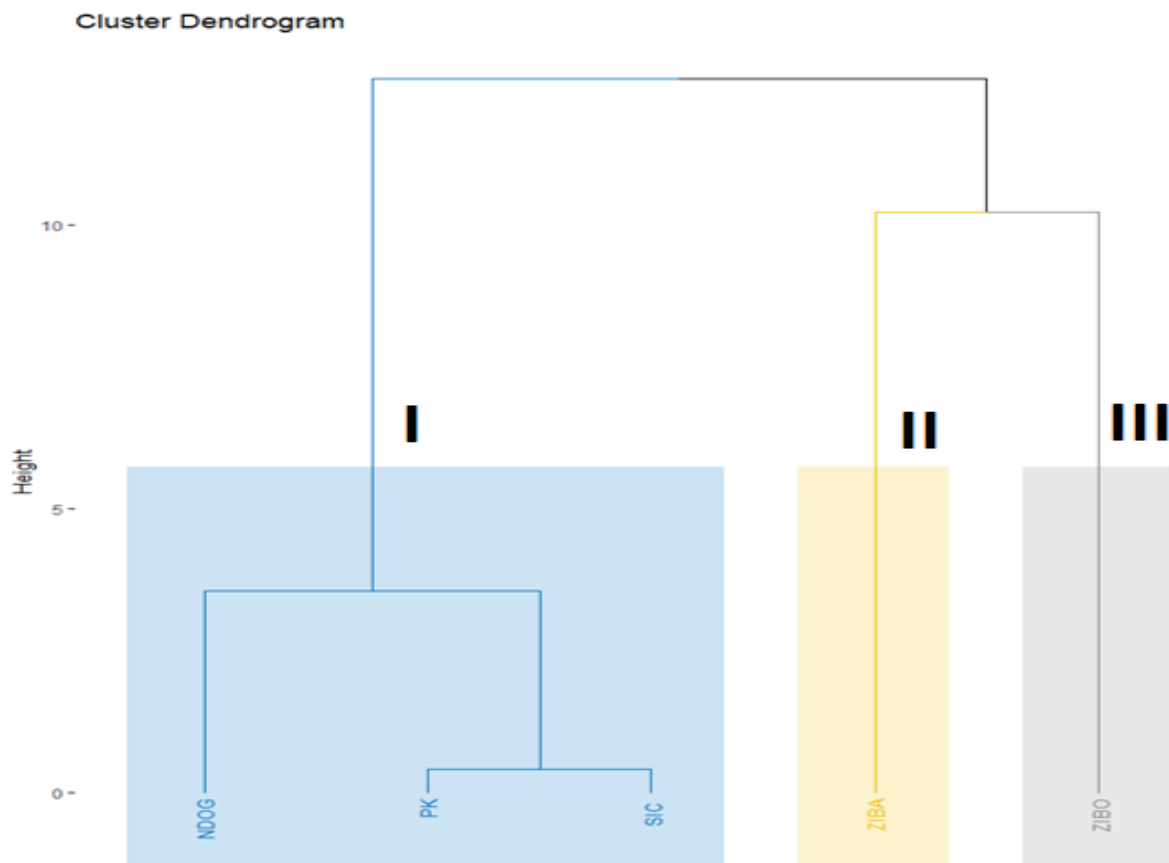 Cluster Dendrogram
10
I
II
III
Height
5
0
NDOG
PK
SIC
ZIBA
ZIBO